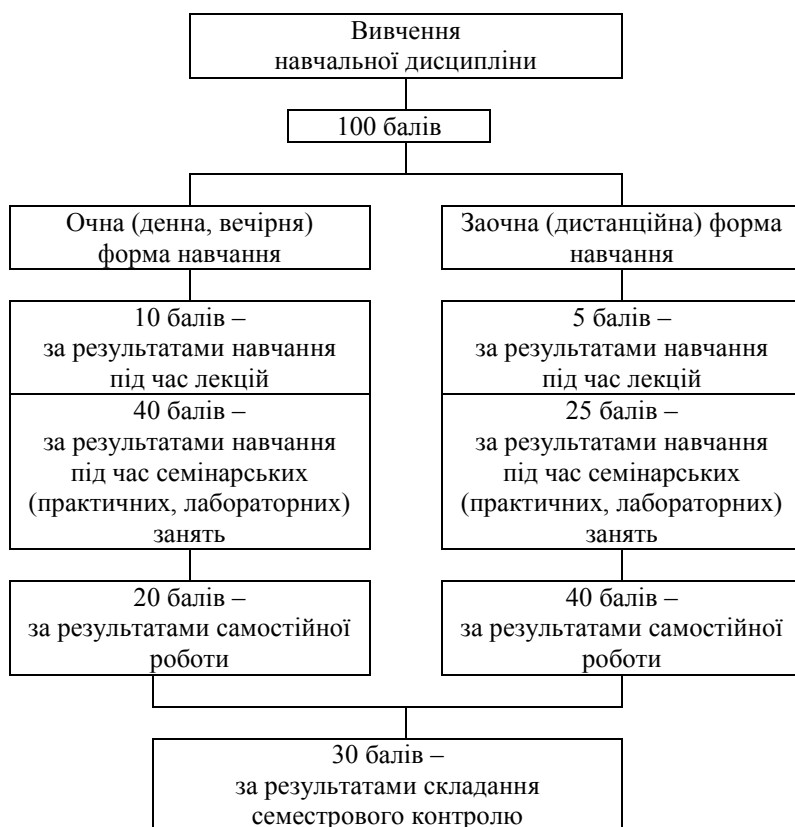 Вивчення
навчальної дисципліни
100 балів
Очна (денна, вечірня)
форма навчання
Заочна (дистанційна) форма
навчання
10 балів –
за результатами навчання
під час лекцій
5 балів –
за результатами навчання
під час лекцій
40 балів –
за результатами навчання
під час семінарських
(практичних, лабораторних)
занять
25 балів –
за результатами навчання
під час семінарських
(практичних, лабораторних)
занять
20 балів –
за результатами самостійної
роботи
40 балів –
за результатами самостійної
роботи
30 балів –
за результатами складання
семестрового контролю